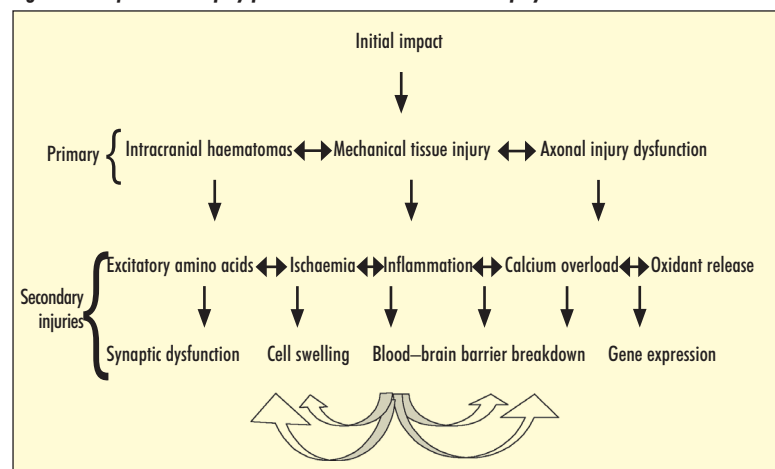 Initial impact
Primary
Intracranial haematomas Mechanical tissue injury Axonal injury dysfunction
Excitatory amino acids Ischaemia Inflammation Calcium overload Oxidant release
Secondary
injuries
Synaptic dysfunction Cell swelling Blood–brain barrier breakdown Gene expression